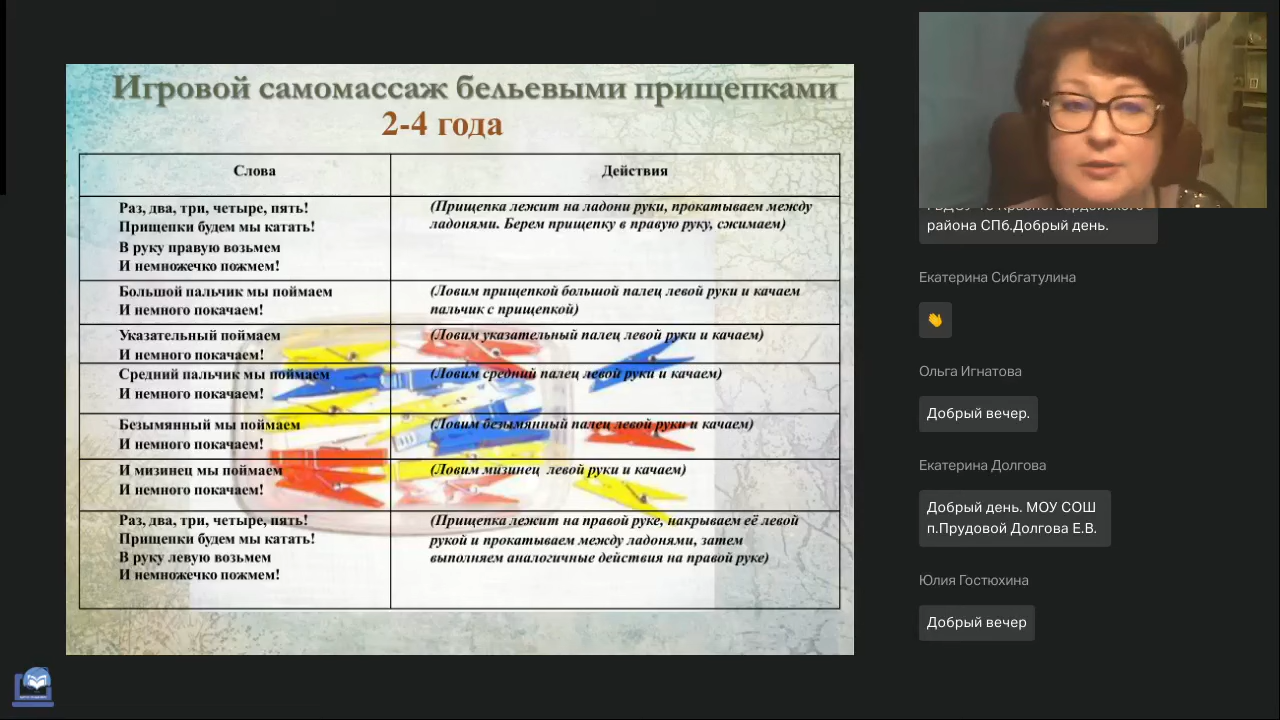 Игровой самомассаж бельевыми прищепками
2-4 года
Слова
Действия
Раз, два, три, четыре, пять!
Прищепки будем мы катать!
В руку правую возьмем
И немножечко пожмем!
(Прищепка лежит на ладони руки, прокатываем между
ладонями. Берем прищепку в правую руку, сжимаем)
Большой пальчик мы поймаем
И немного покачаем!
(Ловим прищепкой большой палец левой руки и качаем
пальчик с прищепкой)
Указательный поймаем
И немного покачаем!
(Ловим указательный палец левой руки и качаем)
Средний пальчик мы поймаем
И немного покачаем!
(Ловим средний палец левой руки и качаем)
Безымянный мы поймаем
И немного покачаем!
(Ловим безымянный палец левой руки и качаем)
И мизинец мы поймаем
И немного покачаем!
(Ловим мизинец левой руки и качаем)
Раз, два, три, четыре, пять!
Прищепки будем мы катать!
В руку левую возьмем
И немножечко пожмем!
(Прищепка лежит на правой руке, накрываем её левой
рукой и прокатываем между ладонями, затем
выполняем аналогичные действия на правой руке)
района СПб.Добрый день.
Екатерина Сибгатулина
Ольга Игнатова
Добрый вечер.
Екатерина Долгова
Добрый день. МОУ СОШ
п.Прудовой Долгова Е.В.
Юлия Гостюхина
Добрый вечер